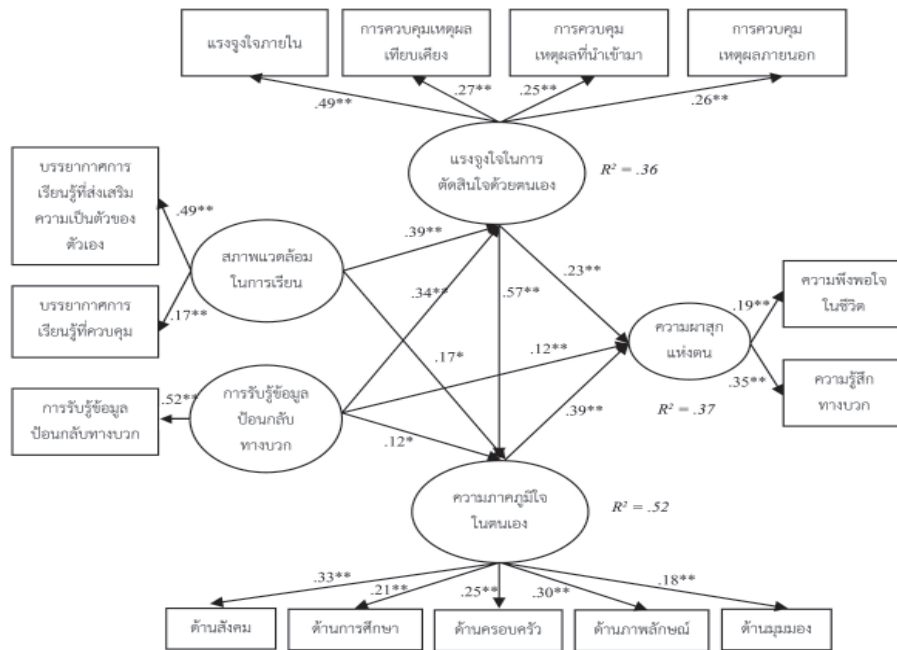 แรงจูงใจภายใน
การควบคุมเหตุผล
เทียบเคียง
การควบคุม
เหตุผลที่นำเข้ามา
การควบคุม
เหตุผลภายนอก
.49**
.27**
.25**
.26**
แรงจูงใจในการ
ตัดสินใจด้วยตนเอง
R² = .36
บรรยากาศการ
เรียนรู้ที่ส่งเสริม
ความเป็นตัวของ
ตัวเอง
.49**
สภาพแวดล้อม
ในการเรียน
.39**
บรรยากาศการ
เรียนรู้ที่ควบคุม
.17**
.34**
.57**
.23**
ความพึงพอใจ
ในชีวิต
.19**
ความผาสุก
แห่งตน
R² = .37
.35**
ความรู้สึก
ทางบวก
.17*
.12**
การรับรู้ข้อมูล
ป้อนกลับทางบวก
.52**
การรับรู้ข้อมูล
ป้อนกลับ
ทางบวก
.12*
.39**
ความภาคภูมิใจ
ในตนเอง
R² = .52
.33**
.21**
.25**
.30**
.18**
ด้านสังคม
ด้านการศึกษา
ด้านครอบครัว
ด้านภาพลักษณ์
ด้านมุมมอง